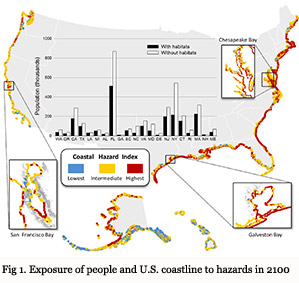 Chesapeake Bay
Population (thousands)
1000
800
600
400
200
0
With habitats
Without habitats
WA OR CA TX LA MS AL FL GA SC NC VA MD DE NJ NY CT RI MA NH ME
Coastal Hazard Index
Lowest Intermediate Highest
San Francisco Bay
Galveston Bay
Fig 1. Exposure of people and U.S. coastline to hazards in 2100